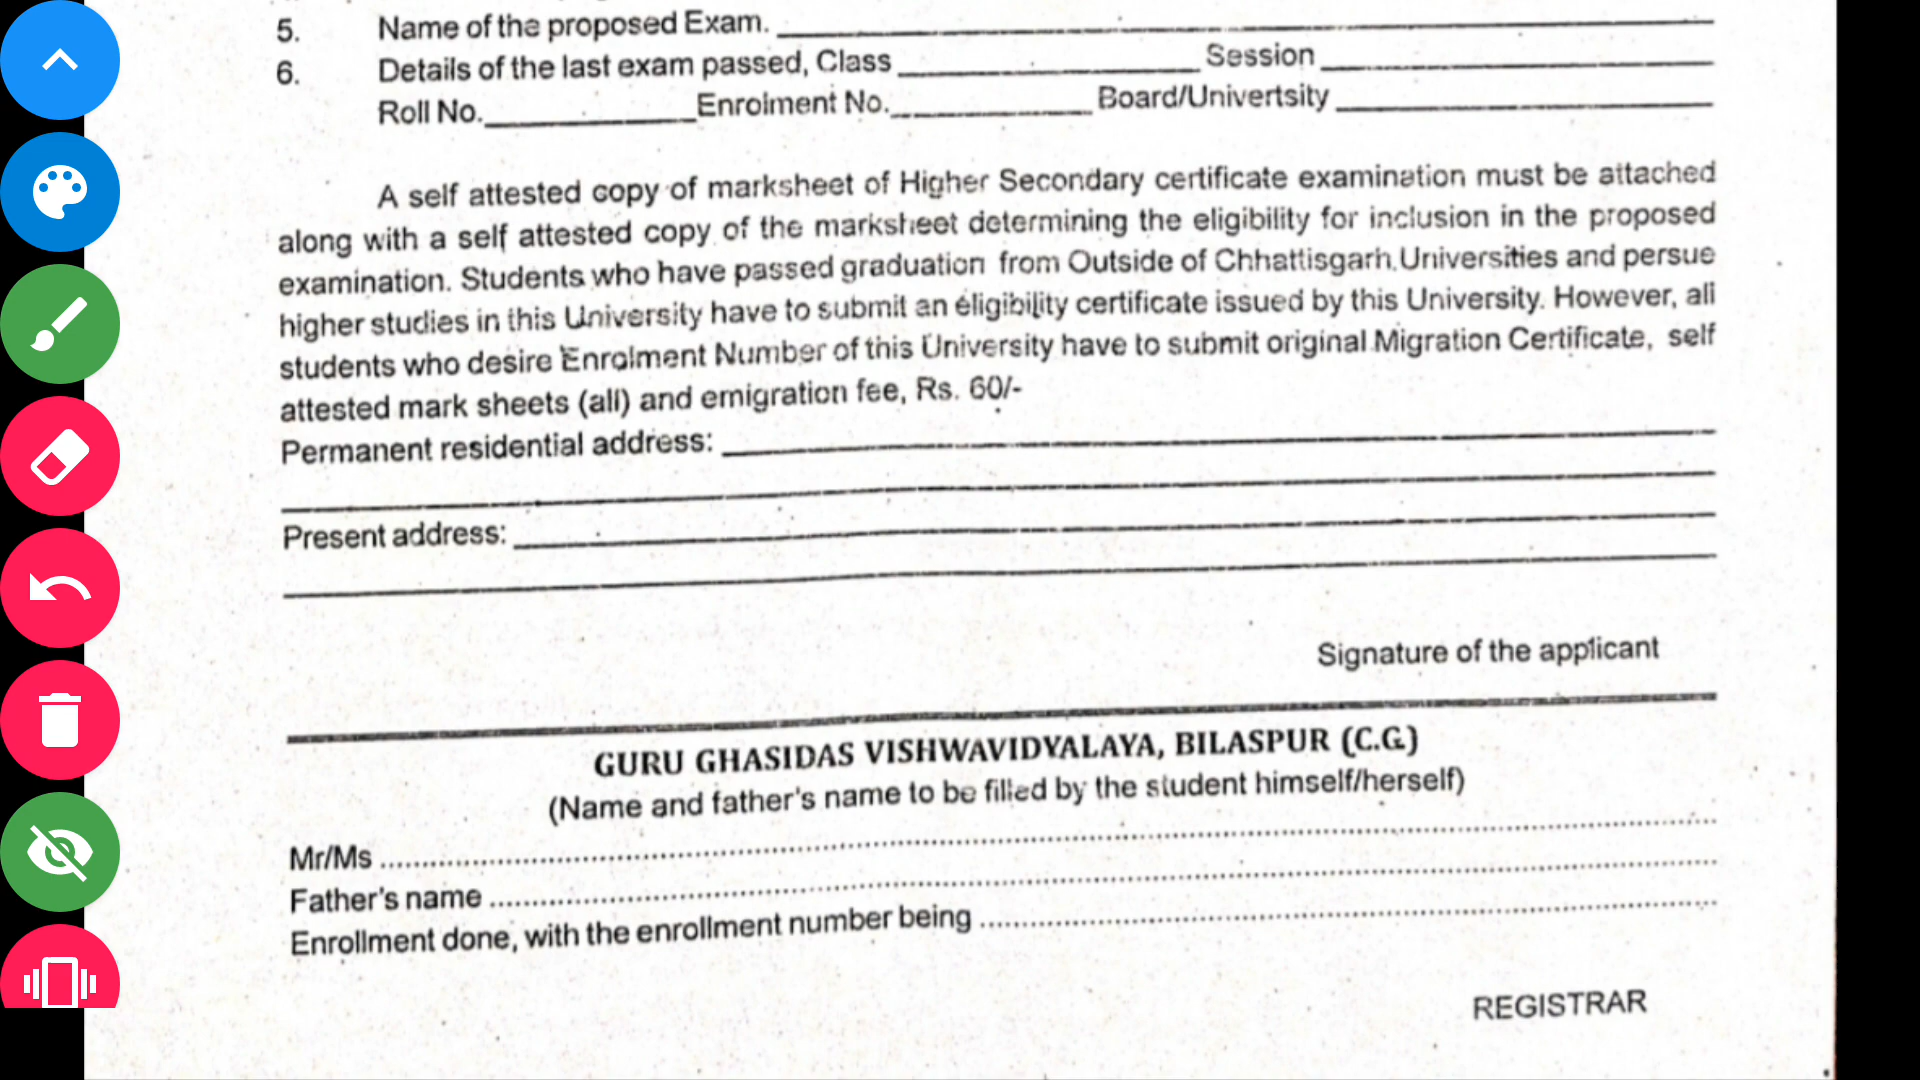 5. Name of the proposed Exam.
6. Details of the last exam passed, Class Session
Roll No. Enrolment No. Board/Univertsity
A self attested copy of marksheet of Higher Secondary certificate examination must be attached
along with a self attested copy of the marksheet determining the eligibility for inclusion in the proposed
examination. Students who have passed graduation from Outside of Chhattisgarh Universities and persue
higher studies in this University have to submit an eligibility certificate issued by this University. However, all
students who desire Enrolment Number of this University have to submit original Migration Certificate, self
attested mark sheets (all) and emigration fee, Rs. 60/-
Permanent residential address:
Present address:
Signature of the applicant
GURU GHASIDAS VISHWAVIDYALAYA, BILASPUR (C.G.)
(Name and father's name to be filled by the student himself/herself)
Mr/Ms
Father's name
Enrollment done, with the enrollment number being
REGISTRAR